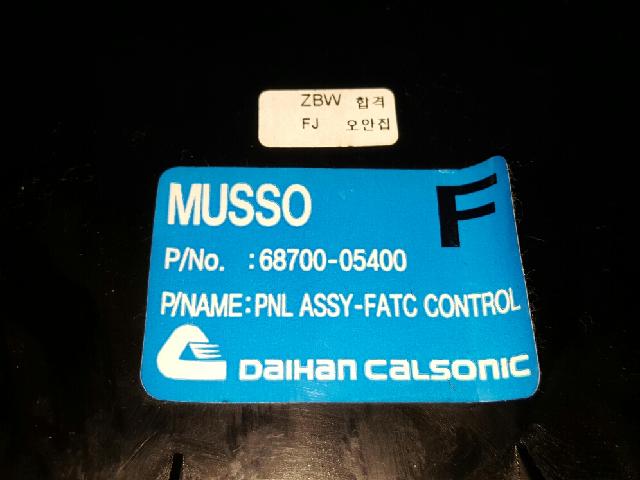 ZBW 합격
FJ 오안집
MUSSO
F
P/No. :68700-05400
P/NAME:PNL ASSY-FATC CONTROL
DAIHAN CALSONIC